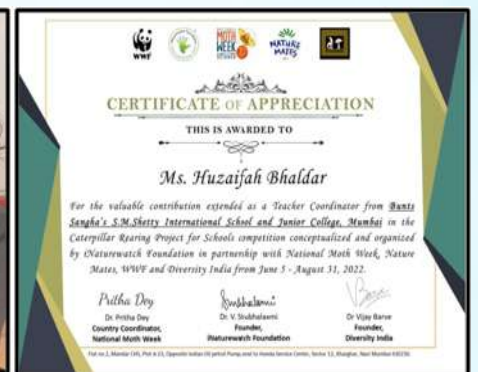 WWF
MOTH
WEEK
NATURE
MATES
CERTIFICATE OF APPRECIATION
THIS IS AWARDED TO
Ms. Huzaifah Bhaldar
For the valuable contribution extended as a Teacher Coordinator from Bunts
Sangha's S.M.Shetty International School and Junior College, Mumbai in the
Caterpillar Rearing Project for Schools competition conceptualized and organized
by iNaturewatch Foundation in partnership with National Moth Week, Nature
Mates, WWF and Diversity India from June 5 - August 31, 2022.
Pritha Dey
Dr. Pritha Dey
Country Coordinator,
National Moth Week
Dr. V. Shubhalaxmi
Founder,
iNaturewatch Foundation
Dr Vijay Barve
Founder,
Diversity India